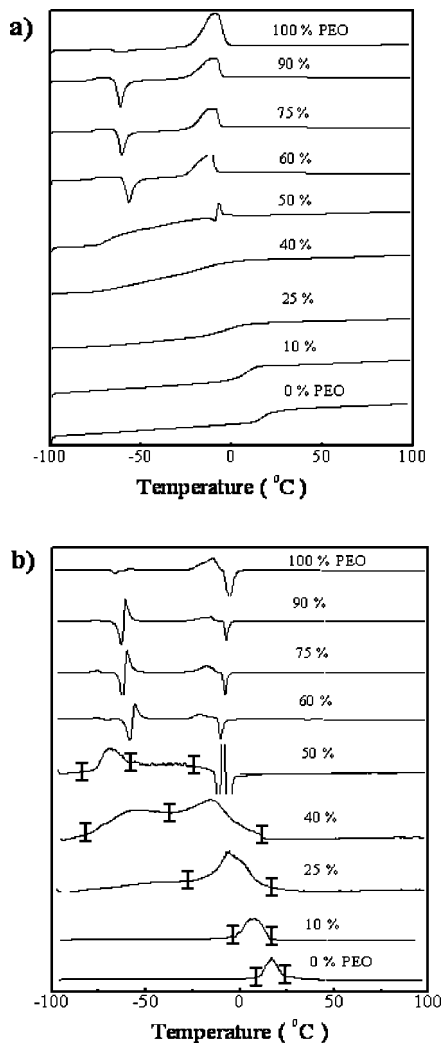 a)
100 % PEO
90 %
75 %
60 %
50 %
40 %
25 %
10 %
0 % PEO
-100 -50 0 50 100
Temperature ( °C)
b)
100 % PEO
90 %
75 %
60 %
50 %
40 %
25 %
10 %
0 % PEO
-100 -50 0 50 100
Temperature ( °C)